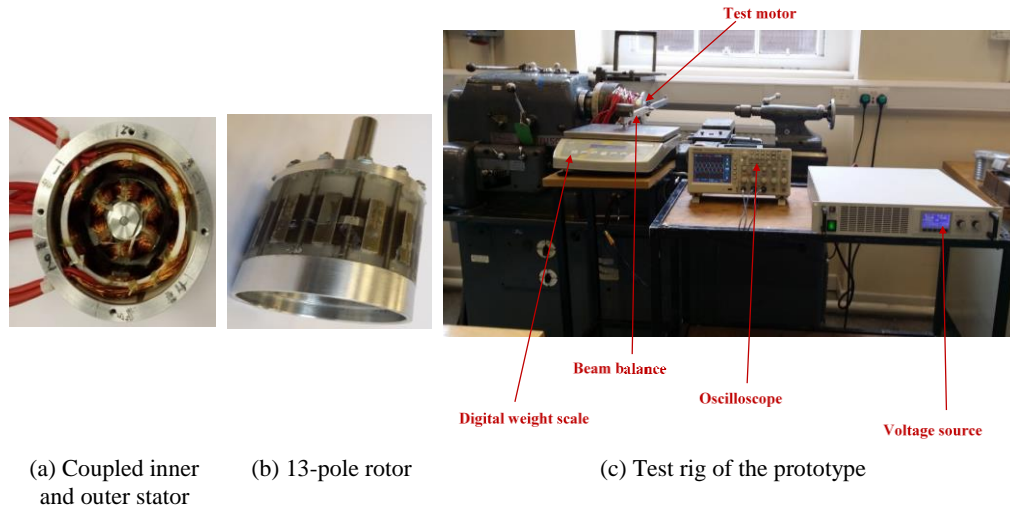 Test motor
Beam balance
Oscilloscope
Digital weight scale
Voltage source
(a) Coupled inner
and outer stator
(b) 13-pole rotor
(c) Test rig of the prototype